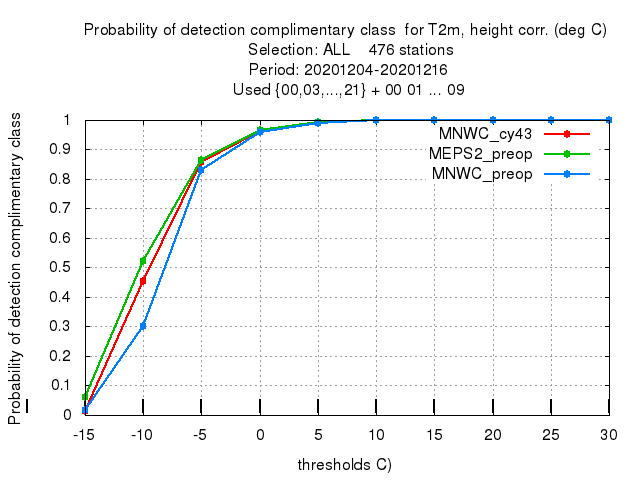 Probability of detection complimentary class  for T2m, height corr. (deg C)
Selection: ALL    476 stations
Period: 20201204-20201216
Used {00,03,...,21} + 00 01 ... 09
Probability of detection complimentary class
1
0.9
0.8
0.7
0.6
0.5
0.4
0.3
0.2
0.1
0
MNWC_cy43
MEPS2_preop
MNWC_preop
-15 -10 -5 0 5 10 15 20 25 30
thresholds C)